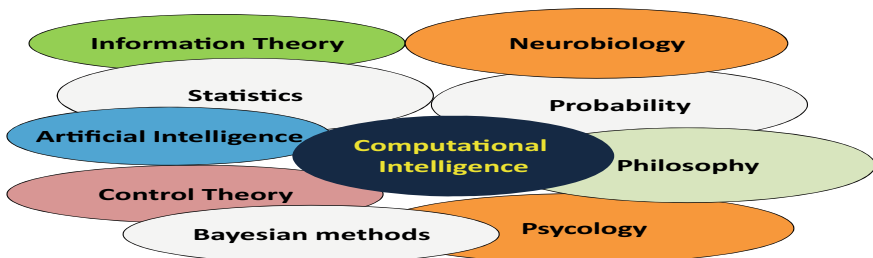 Information Theory
Neurobiology
Statistics
Probability
Artificial Intelligence
Computational
Intelligence
Philosophy
Control Theory
Psycology
Bayesian methods